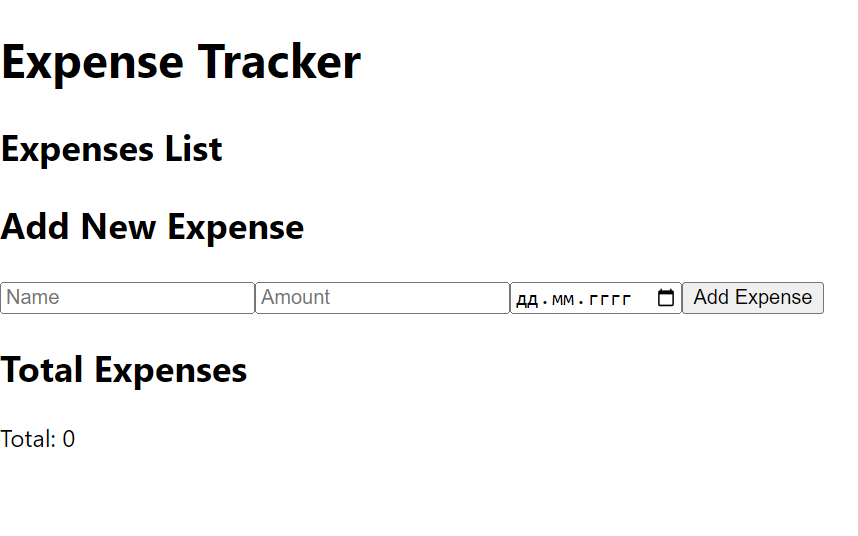 Expense Tracker
Expenses List
Add New Expense
Name Amount дд.мм.гггг Add Expense
Total Expenses
Total: 0